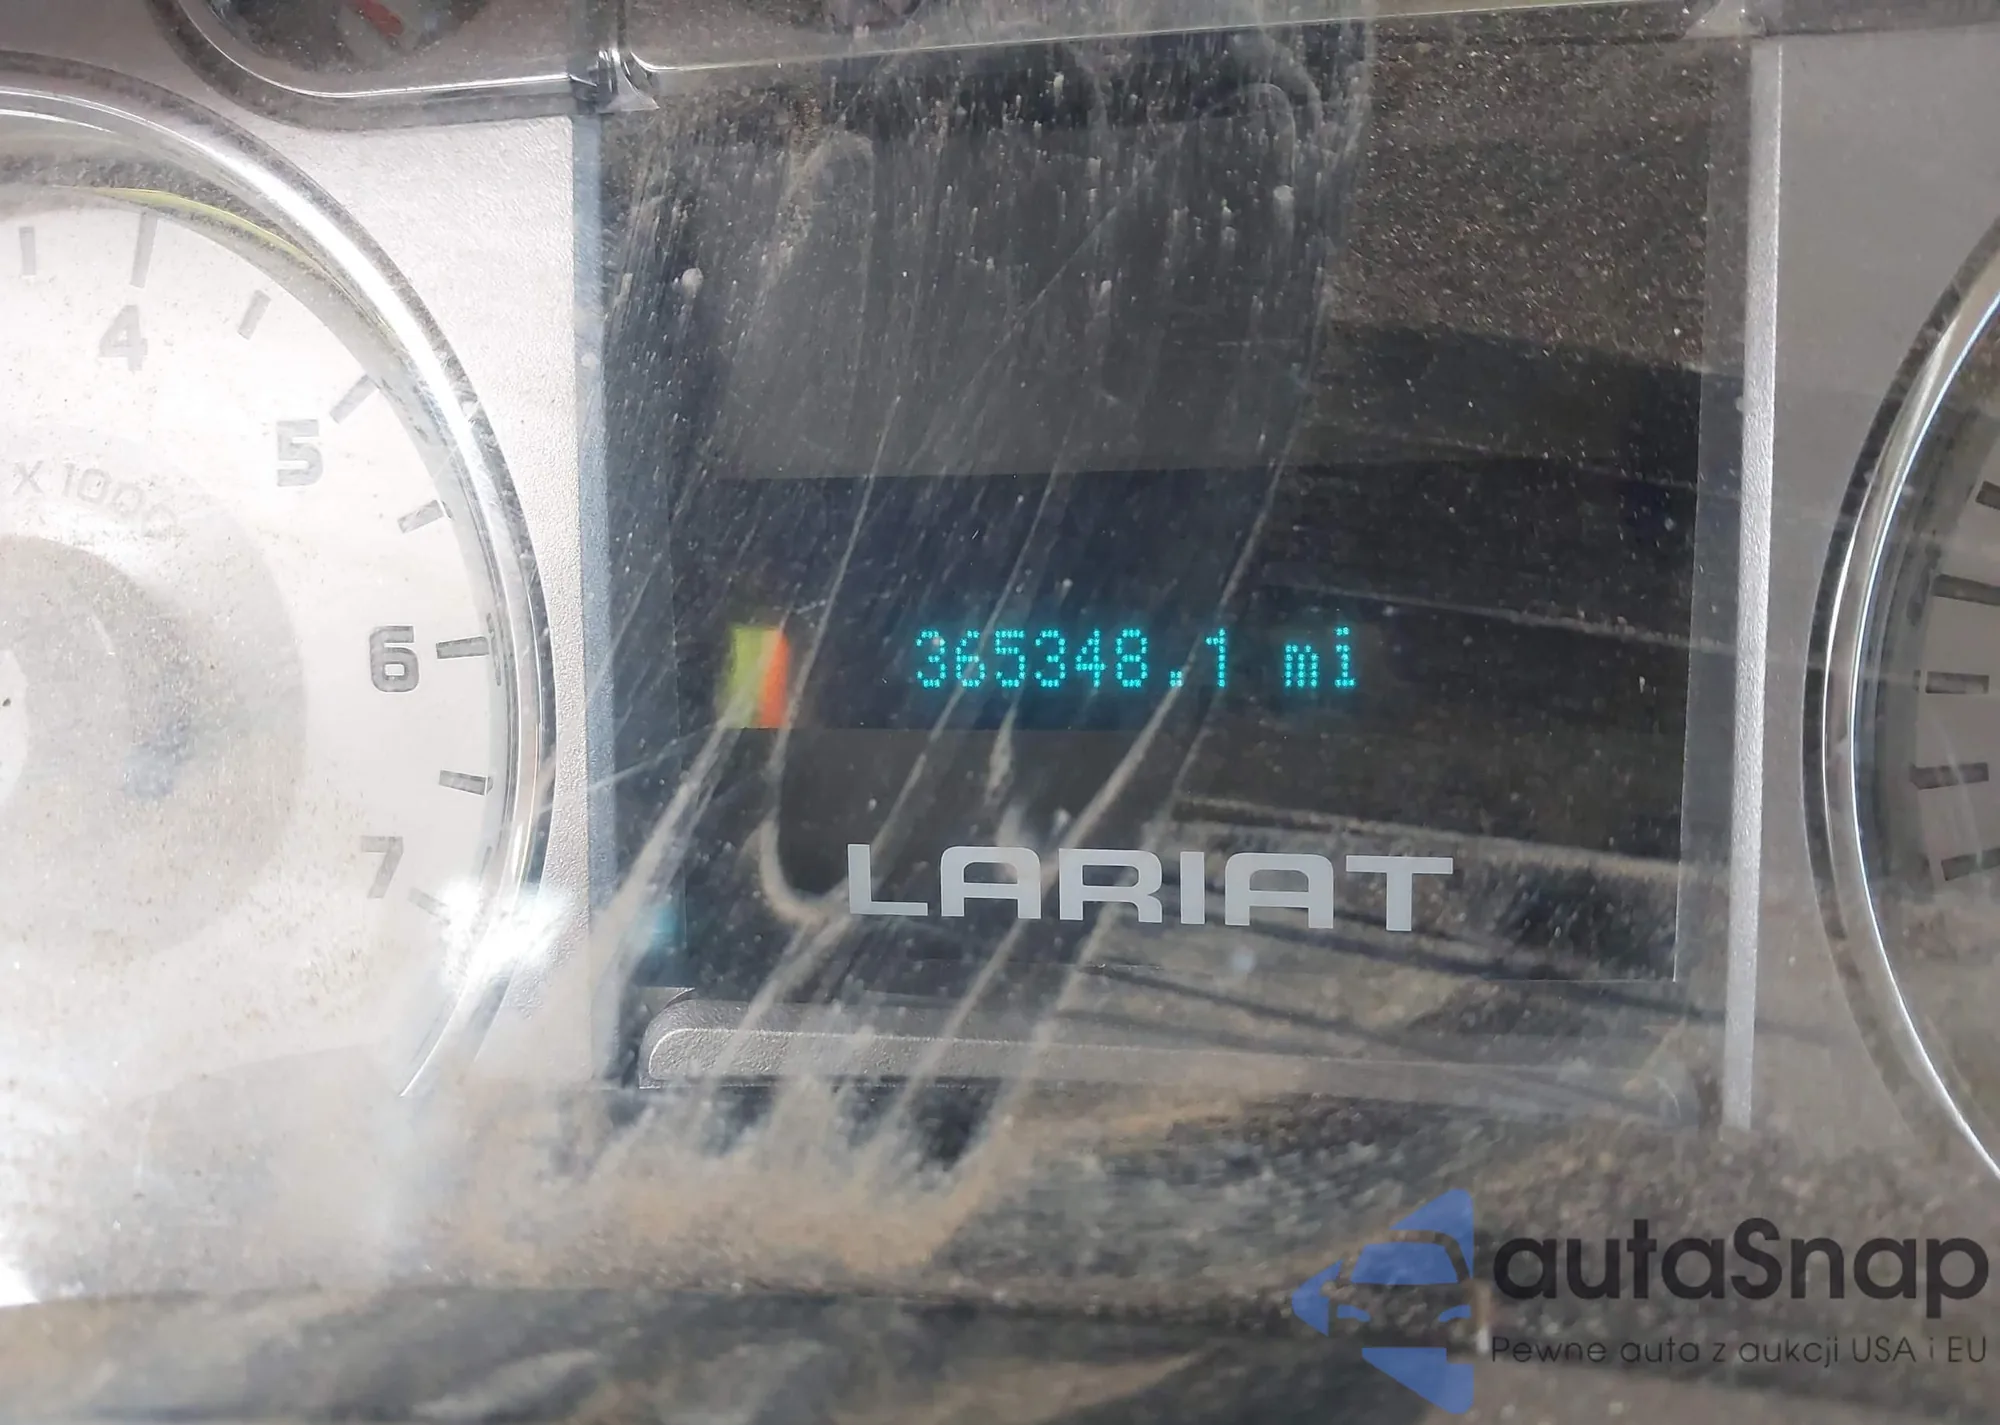 4
5
X 1000
6
7
365348.1 mi
LARIAT
autaSnap
Pewne auta z aukcji USA i EU